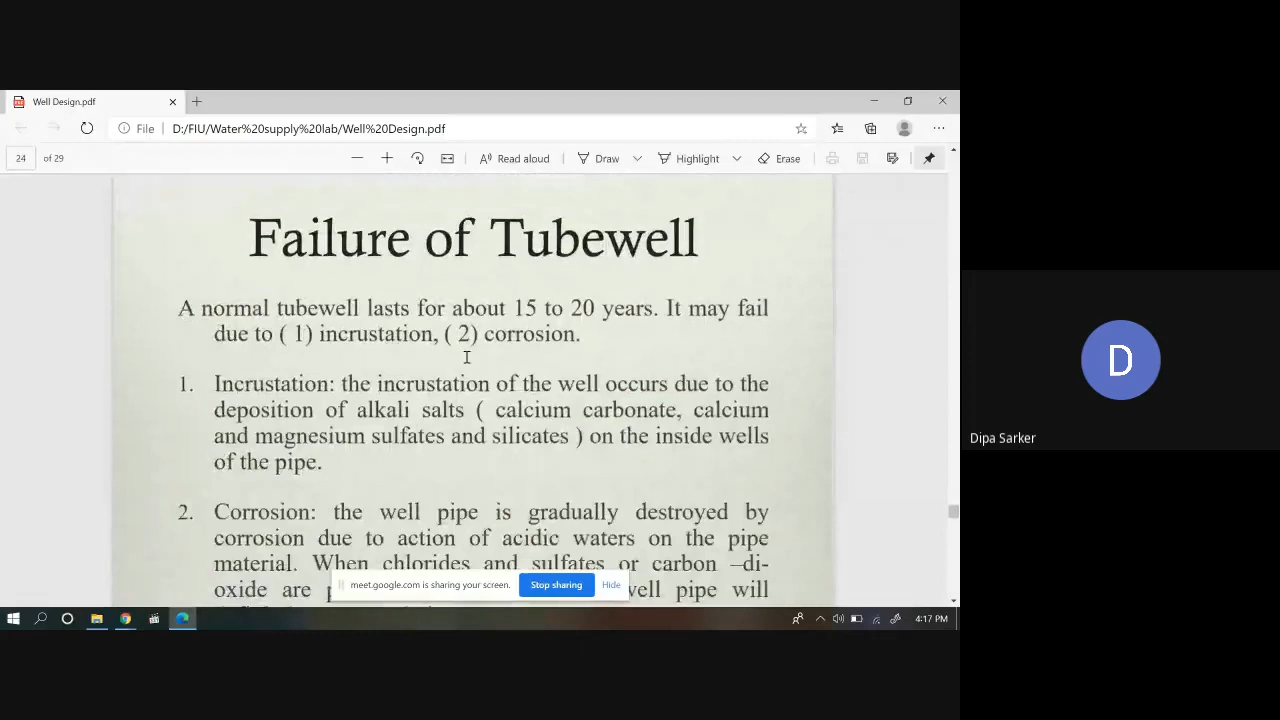 Well Design.pdf
File D:/FIU/Water%20supply%20lab/Well%20Design.pdf
24 of 29 Read aloud Draw Highlight Erase
Failure of Tubewell
A normal tubewell lasts for about 15 to 20 years. It may fail
due to ( 1) incrustation, ( 2) corrosion.
1. Incrustation: the incrustation of the well occurs due to the
deposition of alkali salts ( calcium carbonate, calcium
and magnesium sulfates and silicates ) on the inside wells
of the pipe.
2. Corrosion: the well pipe is gradually destroyed by
corrosion due to action of acidic waters on the pipe
material. When chlorides and sulfates or carbon –di-
oxide are well pipe will
meet.google.com is sharing your screen. Stop sharing Hide
4:17 PM
D
Dipa Sarker